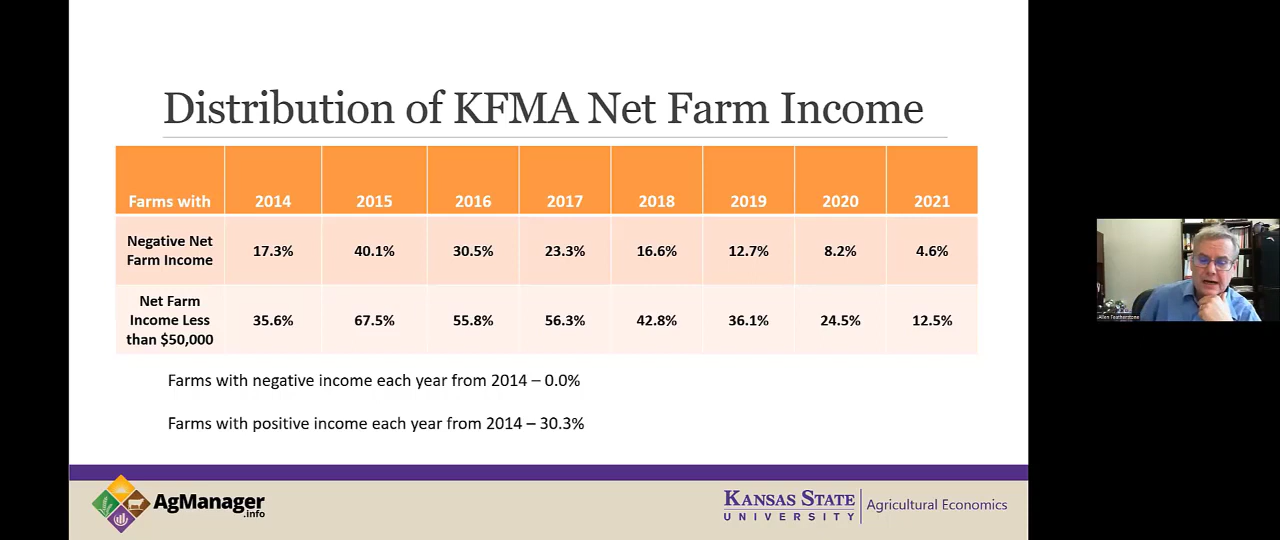 Distribution of KFMA Net Farm Income
Farms with 2014 2015 2016 2017 2018 2019 2020 2021
Negative Net
Farm Income 17.3% 40.1% 30.5% 23.3% 16.6% 12.7% 8.2% 4.6%
Net Farm
Income Less 35.6% 67.5% 55.8% 56.3% 42.8% 36.1% 24.5% 12.5%
than $50,000
Farms with negative income each year from 2014 – 0.0%
Farms with positive income each year from 2014 – 30.3%
AgManager
.info
KANSAS STATE
UNIVERSITY
Agricultural Economics
Allen Featherstone